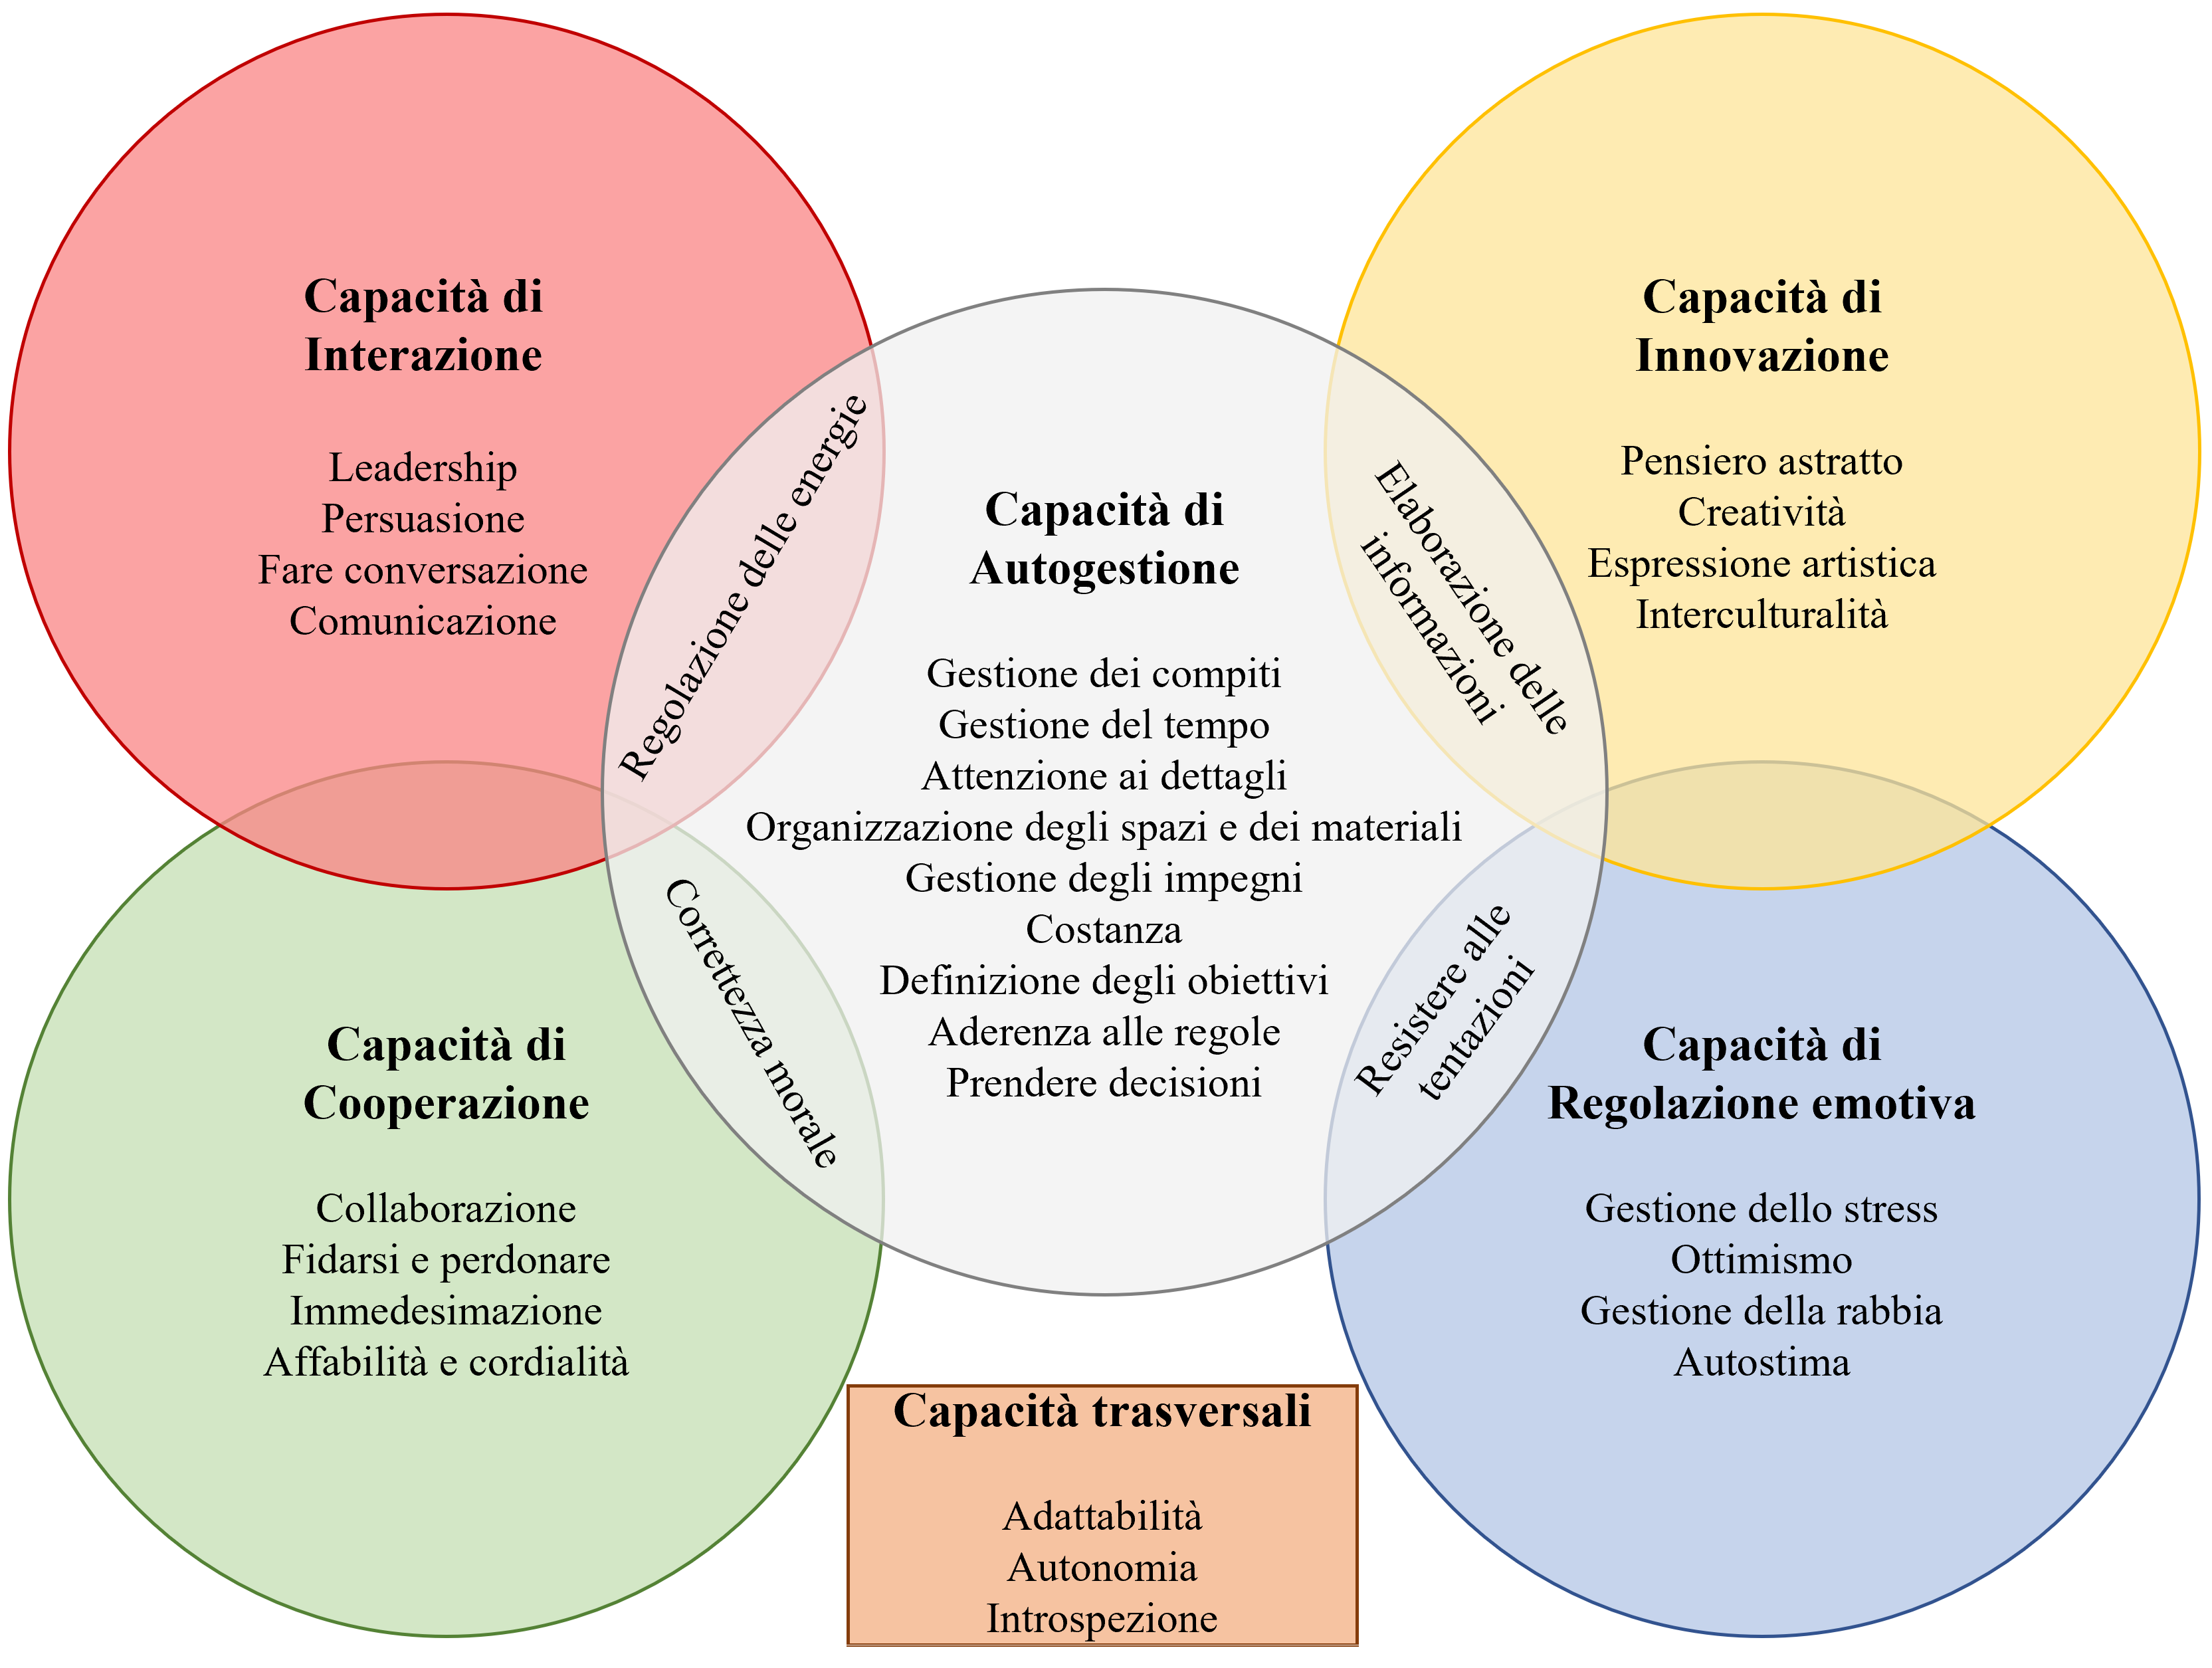 Capacità di
Interazione
Leadership
Persuasione
Fare conversazione
Comunicazione
Regolazione delle energie
Capacità di
Autogestione
Gestione dei compiti
Gestione del tempo
Attenzione ai dettagli
Organizzazione degli spazi e dei materiali
Gestione degli impegni
Costanza
Definizione degli obiettivi
Aderenza alle regole
Prendere decisioni
Elaborazione delle
informazioni
Capacità di
Innovazione
Pensiero astratto
Creatività
Espressione artistica
Interculturalità
Correttezza morale
Capacità di
Cooperazione
Collaborazione
Fidarsi e perdonare
Immedesimazione
Affabilità e cordialità
Resistere alle
tentazioni
Capacità di
Regolazione emotiva
Gestione dello stress
Ottimismo
Gestione della rabbia
Autostima
Capacità trasversali
Adattabilità
Autonomia
Introspezione